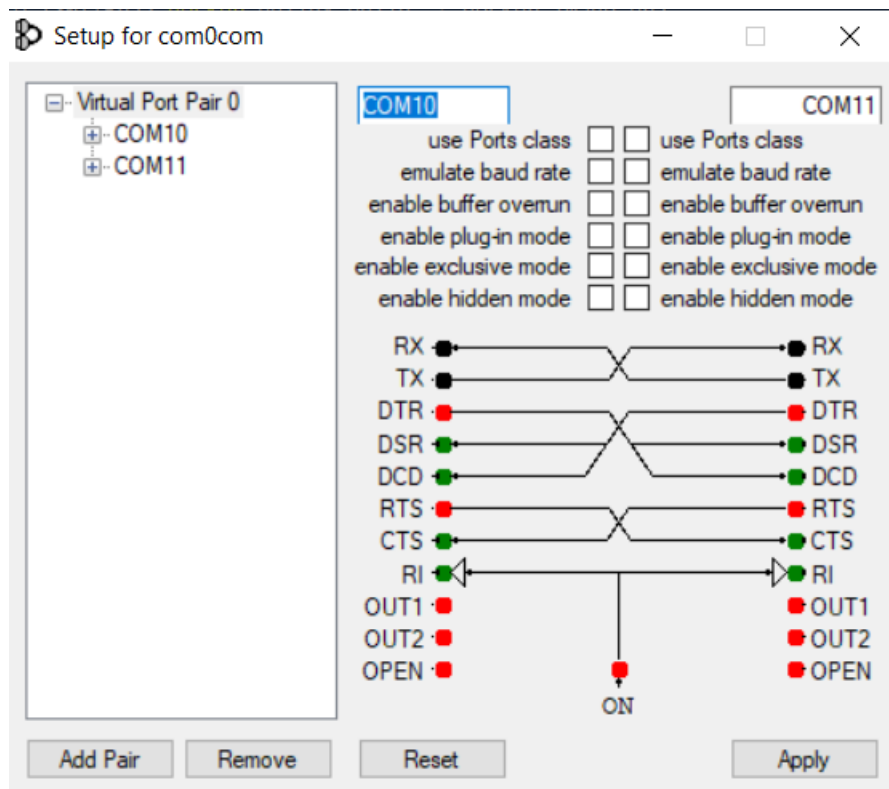 Setup for com0com
Virtual Port Pair 0
COM10
COM11
COM10 COM11
use Ports class use Ports class
emulate baud rate emulate baud rate
enable buffer overrun enable buffer overrun
enable plug-in mode enable plug-in mode
enable exclusive mode enable exclusive mode
enable hidden mode enable hidden mode
RX RX
TX TX
DTR DTR
DSR DSR
DCD DCD
RTS RTS
CTS CTS
RI RI
OUT1 OUT1
OUT2 OUT2
OPEN OPEN
ON
Add Pair Remove Reset Apply